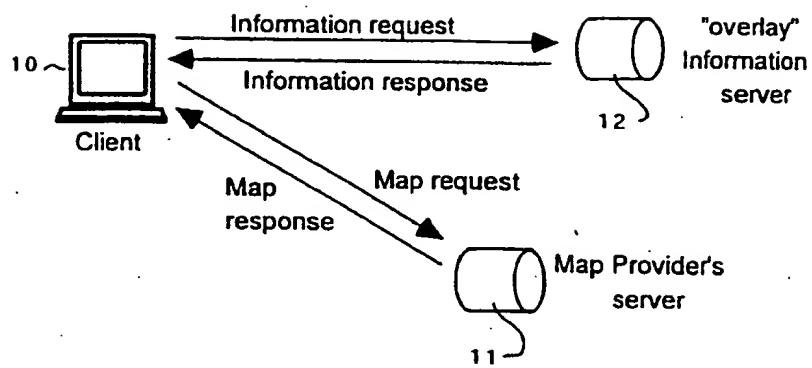 Information request
"overlay"
Information
server
10
Information response
12
Client
Map request
Map
response
Map Provider's
server
11